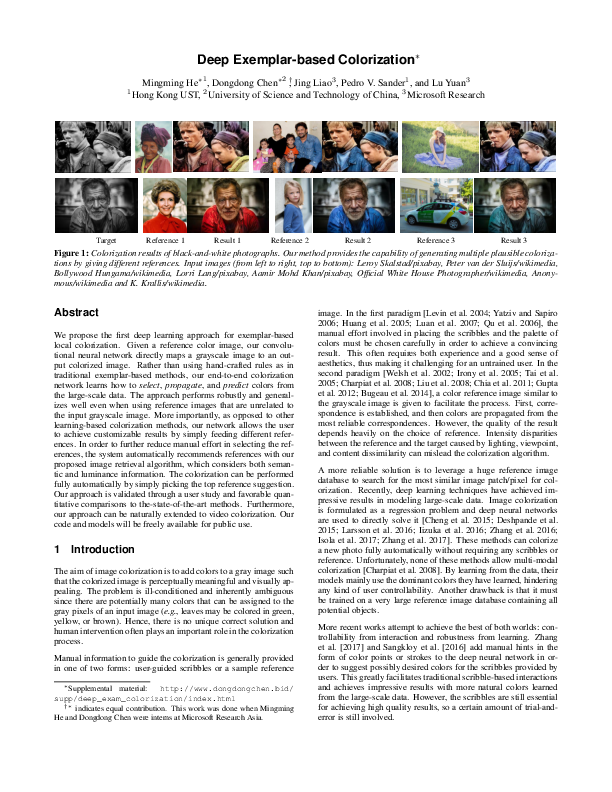 Deep Exemplar-based Colorization*
Mingming He*1, Dongdong Chen*2 †, Jing Liao3, Pedro V. Sander1, and Lu Yuan3
1Hong Kong UST, 2University of Science and Technology of China, 3Microsoft Research
Target Reference 1 Result 1 Reference 2 Result 2 Reference 3 Result 3
Figure 1: Colorization results of black-and-white photographs. Our method provides the capability of generating multiple plausible coloriza-
tions by giving different references. Input images (from left to right, top to bottom): Leroy Skalstad/pixabay, Peter van der Sluijs/wikimedia,
Bollywood Hungama/wikimedia, Lorri Lang/pixabay, Aamir Mohd Khan/pixabay, Official White House Photographer/wikimedia, Anony-
mous/wikimedia and K. Krallis/wikimedia.
Abstract
We propose the first deep learning approach for exemplar-based
local colorization. Given a reference color image, our convolu-
tional neural network directly maps a grayscale image to an out-
put colorized image. Rather than using hand-crafted rules as in
traditional exemplar-based methods, our end-to-end colorization
network learns how to select, propagate, and predict colors from
the large-scale data. The approach performs robustly and general-
izes well even when using reference images that are unrelated to
the input grayscale image. More importantly, as opposed to other
learning-based colorization methods, our network allows the user
to achieve customizable results by simply feeding different refer-
ences. In order to further reduce manual effort in selecting the ref-
erences, the system automatically recommends references with our
proposed image retrieval algorithm, which considers both seman-
tic and luminance information. The colorization can be performed
fully automatically by simply picking the top reference suggestion.
Our approach is validated through a user study and favorable quan-
titative comparisons to the-state-of-the-art methods. Furthermore,
our approach can be naturally extended to video colorization. Our
code and models will be freely available for public use.
1 Introduction
The aim of image colorization is to add colors to a gray image such
that the colorized image is perceptually meaningful and visually ap-
pealing. The problem is ill-conditioned and inherently ambiguous
since there are potentially many colors that can be assigned to the
gray pixels of an input image (e.g., leaves may be colored in green,
yellow, or brown). Hence, there is no unique correct solution and
human intervention often plays an important role in the colorization
process.
Manual information to guide the colorization is generally provided
in one of two forms: user-guided scribbles or a sample reference
*Supplemental material: http://www.dongdongchen.bid/
supp/deep_exam_colorization/index.html
†* indicates equal contribution. This work was done when Mingming
He and Dongdong Chen were interns at Microsoft Research Asia.
image. In the first paradigm [Levin et al. 2004; Yatziv and Sapiro
2006; Huang et al. 2005; Luan et al. 2007; Qu et al. 2006], the
manual effort involved in placing the scribbles and the palette of
colors must be chosen carefully in order to achieve a convincing
result. This often requires both experience and a good sense of
aesthetics, thus making it challenging for an untrained user. In the
second paradigm [Welsh et al. 2002; Irony et al. 2005; Tai et al.
2005; Charpiat et al. 2008; Liu et al. 2008; Chia et al. 2011; Gupta
et al. 2012; Bugeau et al. 2014], a color reference image similar to
the grayscale image is given to facilitate the process. First, corre-
spondence is established, and then colors are propagated from the
most reliable correspondences. However, the quality of the result
depends heavily on the choice of reference. Intensity disparities
between the reference and the target caused by lighting, viewpoint,
and content dissimilarity can mislead the colorization algorithm.
A more reliable solution is to leverage a huge reference image
database to search for the most similar image patch/pixel for col-
orization. Recently, deep learning techniques have achieved im-
pressive results in modeling large-scale data. Image colorization
is formulated as a regression problem and deep neural networks
are used to directly solve it [Cheng et al. 2015; Deshpande et al.
2015; Larsson et al. 2016; Iizuka et al. 2016; Zhang et al. 2016;
Isola et al. 2017; Zhang et al. 2017]. These methods can colorize
a new photo fully automatically without requiring any scribbles or
reference. Unfortunately, none of these methods allow multi-modal
colorization [Charpiat et al. 2008]. By learning from the data, their
models mainly use the dominant colors they have learned, hindering
any kind of user controllability. Another drawback is that it must
be trained on a very large reference image database containing all
potential objects.
More recent works attempt to achieve the best of both worlds: con-
trollability from interaction and robustness from learning. Zhang
et al. [2017] and Sangkloy et al. [2016] add manual hints in the
form of color points or strokes to the deep neural network in or-
der to suggest possibly desired colors for the scribbles provided by
users. This greatly facilitates traditional scribble-based interactions
and achieves impressive results with more natural colors learned
from the large-scale data. However, the scribbles are still essential
for achieving high quality results, so a certain amount of trial-and-
error is still involved.